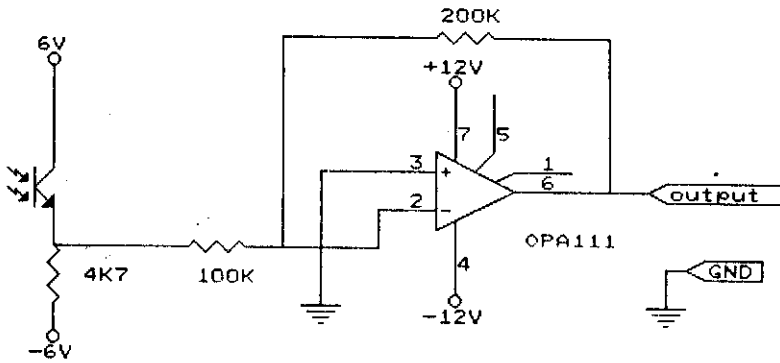 200K
6V
+12V
7
5
3
+
1
6
2
-
output
OPA111
4K7
100K
4
GND
-12V
-6V